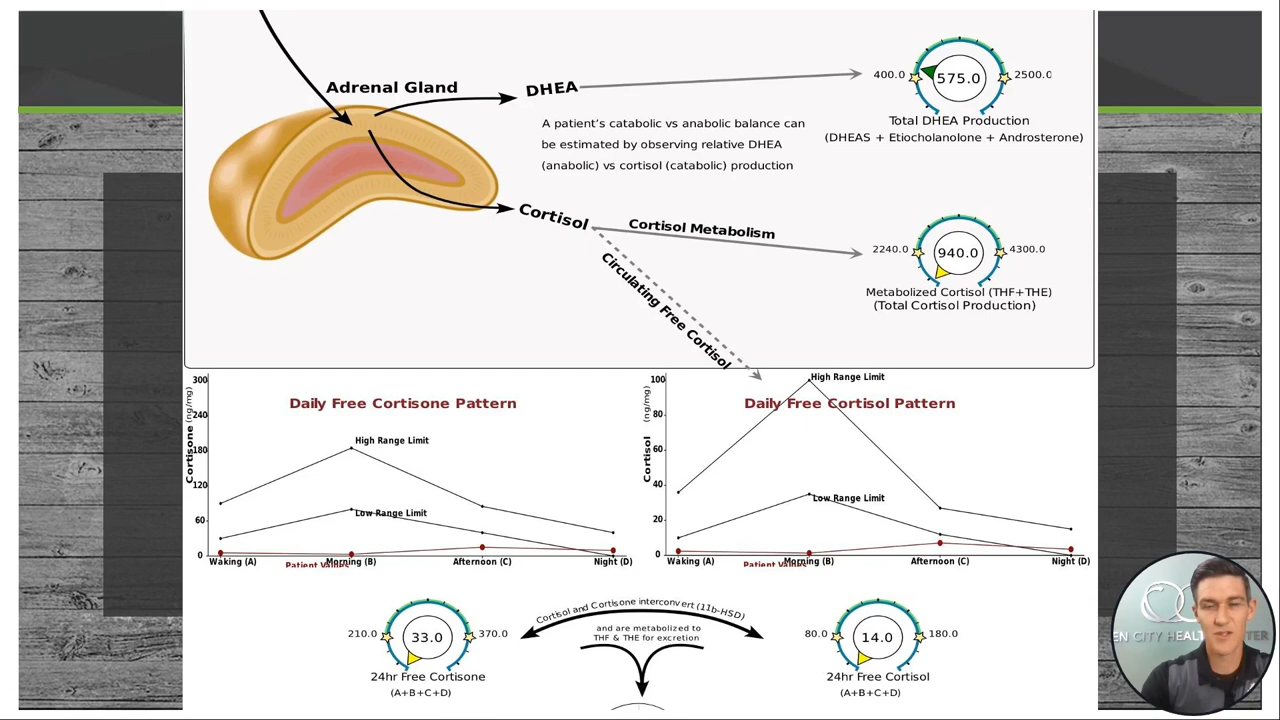 Adrenal Gland
DHEA
400.0
575.0
2500.0
Total DHEA Production
(DHEAS + Etiocholanolone + Androsterone)
A patient's catabolic vs anabolic balance can
be estimated by observing relative DHEA
(anabolic) vs cortisol (catabolic) production
Cortisol
Cortisol Metabolism
Circulating Free Cortisol
2240.0
940.0
4300.0
Metabolized Cortisol (THF+THE)
(Total Cortisol Production)
Daily Free Cortisone Pattern
Cortisone (ng/mg)
300
240
180
120
60
0
High Range Limit
Low Range Limit
Waking (A)
Morning (B)
Afternoon (C)
Night (D)
Patient Values
Daily Free Cortisol Pattern
Cortisol (ng/mg)
100
80
60
40
20
0
High Range Limit
Low Range Limit
Waking (A)
Morning (B)
Afternoon (C)
Night (D)
Patient Values
210.0
33.0
370.0
24hr Free Cortisone
(A+B+C+D)
Cortisol and Cortisone interconvert (11b-HSD)
and are metabolized to
THF & THE for excretion
80.0
14.0
180.0
24hr Free Cortisol
(A+B+C+D)
EN CITY HEAL
TER